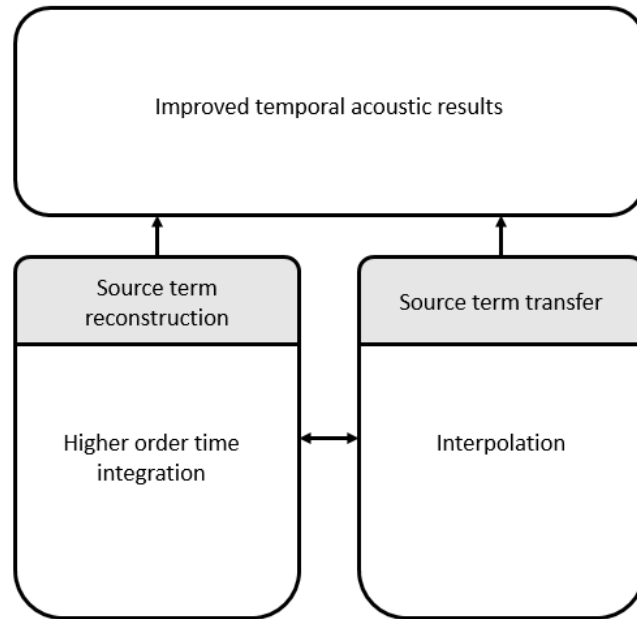 Improved temporal acoustic results
Source term
reconstruction
Source term transfer
Higher order time
integration
Interpolation